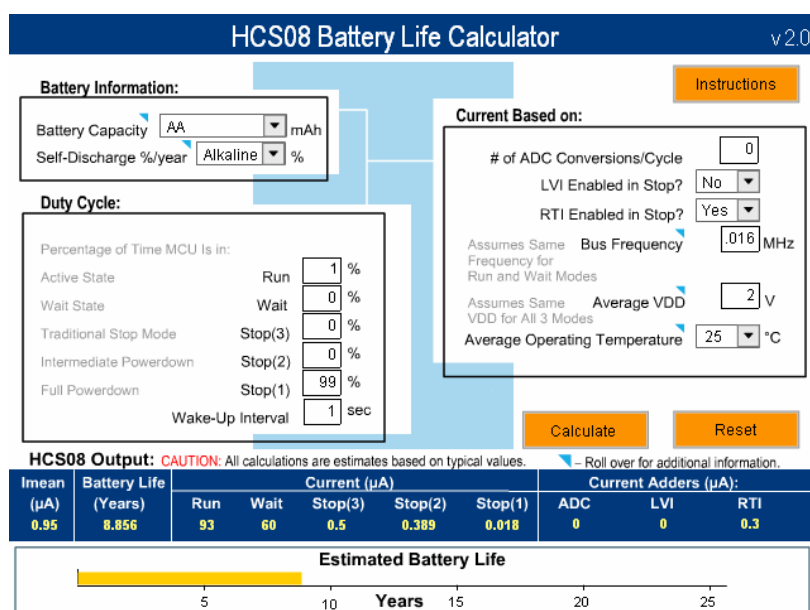 HCS08 Battery Life Calculator v 2.0
Instructions
Battery Information:
Battery Capacity AA mAh
Self-Discharge %/year Alkaline %
Duty Cycle:
Percentage of Time MCU Is in:
Active State Run 1 %
Wait State Wait 0 %
Traditional Stop Mode Stop(3) 0 %
Intermediate Powerdown Stop(2) 0 %
Full Powerdown Stop(1) 99 %
Wake-Up Interval 1 sec
Current Based on:
# of ADC Conversions/Cycle 0
LVI Enabled in Stop? No
RTI Enabled in Stop? Yes
Assumes Same Bus Frequency .016 MHz
Frequency for
Run and Wait Modes
Assumes Same Average VDD 2 V
VDD for All 3 Modes
Average Operating Temperature 25 °C
Calculate Reset
HCS08 Output: CAUTION: All calculations are estimates based on typical values. – Roll over for additional information.
Imean Battery Life Current (µA) Current Adders (µA):
(µA) (Years) Run Wait Stop(3) Stop(2) Stop(1) ADC LVI RTI
0.95 8.856 93 60 0.5 0.389 0.018 0 0 0.3
Estimated Battery Life
5 10 Years 15 20 25